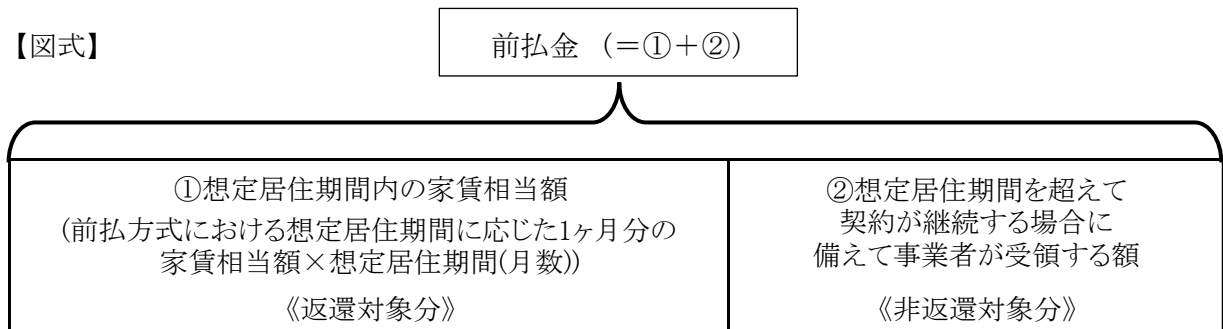 【図式】
前払金 (=①+②)
①想定居住期間内の家賃相当額
(前払方式における想定居住期間に応じた1ヶ月分の
家賃相当額×想定居住期間(月数))
《返還対象分》
②想定居住期間を超えて
契約が継続する場合に
備えて事業者が受領する額
《非返還対象分》